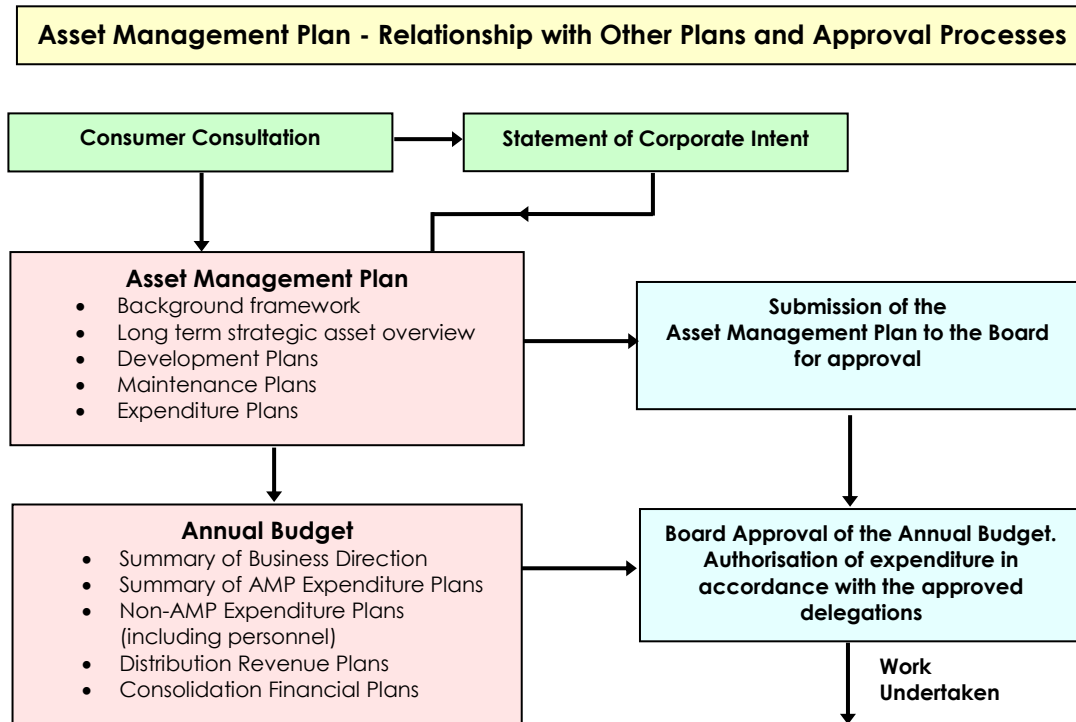 Asset Management Plan - Relationship with Other Plans and Approval Processes
Consumer Consultation
Statement of Corporate Intent
Asset Management Plan
• Background framework
• Long term strategic asset overview
• Development Plans
• Maintenance Plans
• Expenditure Plans
Submission of the
Asset Management Plan to the Board
for approval
Annual Budget
• Summary of Business Direction
• Summary of AMP Expenditure Plans
• Non-AMP Expenditure Plans
(including personnel)
• Distribution Revenue Plans
• Consolidation Financial Plans
Board Approval of the Annual Budget.
Authorisation of expenditure in
accordance with the approved
delegations
Work
Undertaken